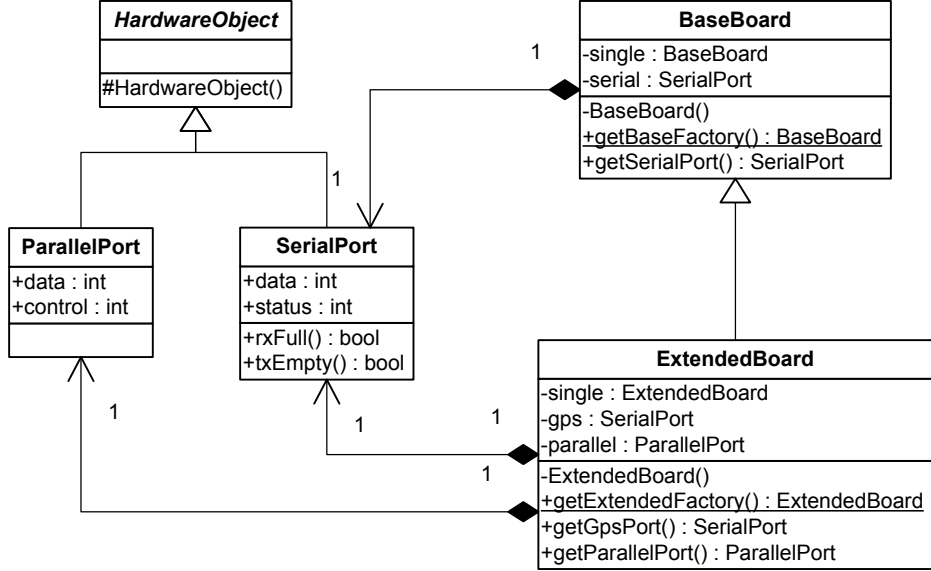 HardwareObject
#HardwareObject()
BaseBoard
-single : BaseBoard
-serial : SerialPort
-BaseBoard()
+getBaseFactory() : BaseBoard
+getSerialPort() : SerialPort
1
1
ParallelPort
+data : int
+control : int
SerialPort
+data : int
+status : int
+rxFull() : bool
+txEmpty() : bool
ExtendedBoard
-single : ExtendedBoard
-gps : SerialPort
-parallel : ParallelPort
-ExtendedBoard()
+getExtendedFactory() : ExtendedBoard
+getGpsPort() : SerialPort
+getParallelPort() : ParallelPort
1
1
1
1